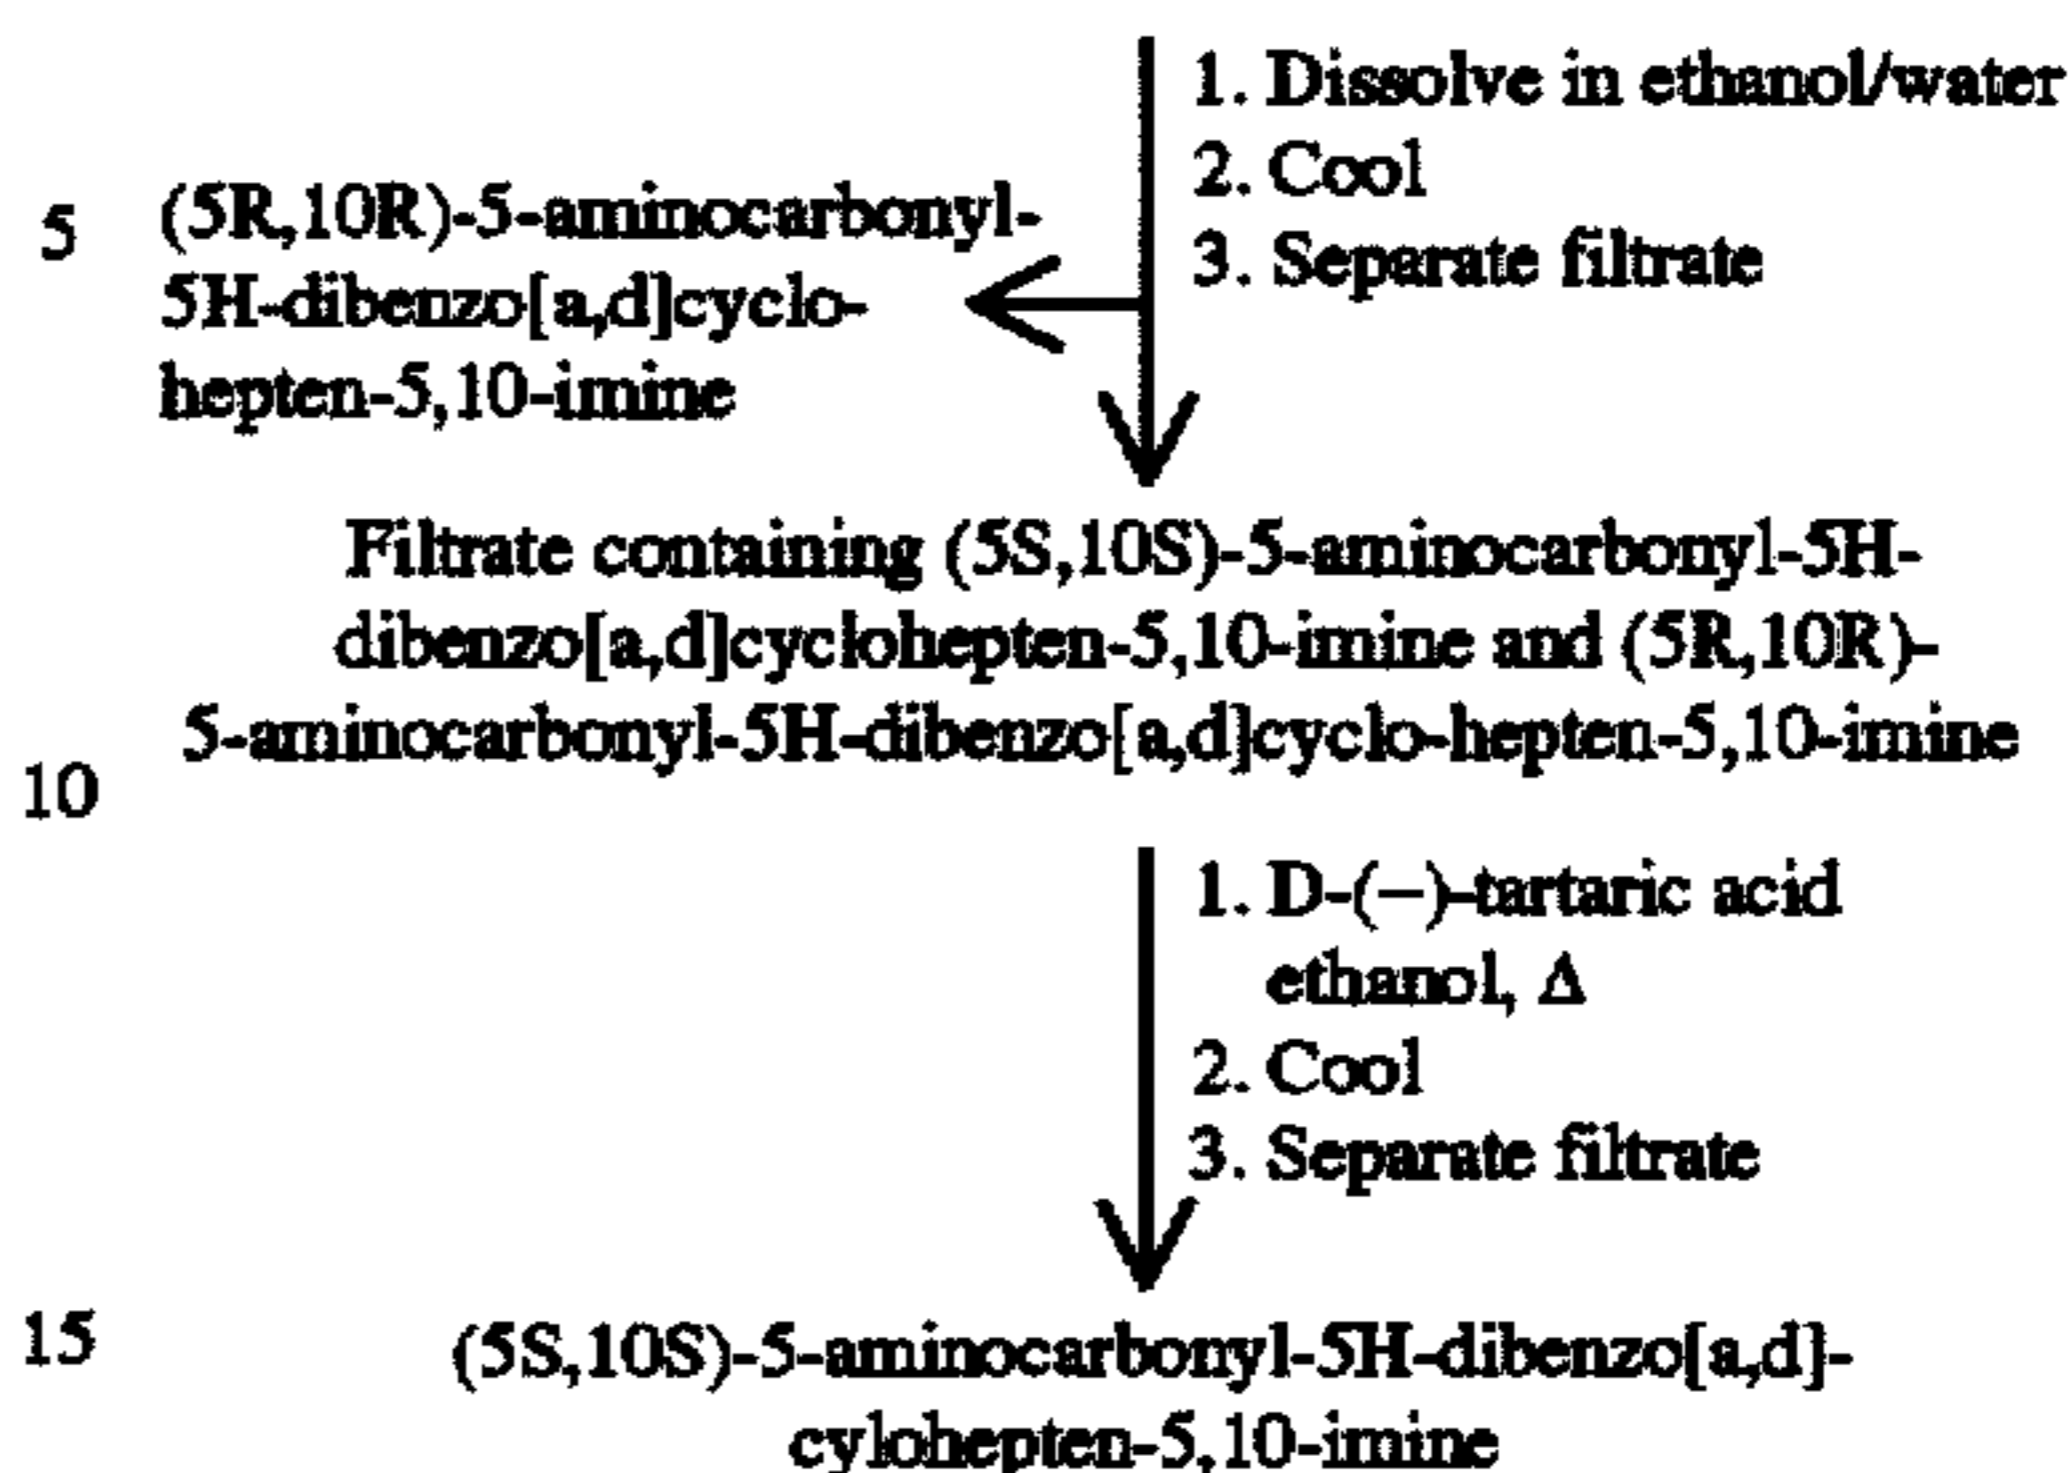 1. Dissolve in ethanol/water
2. Cool
3. Separate filtrate
5 (5R,10R)-5-aminocarbonyl-
5H-dibenzo[a,d]cyclo-
hepten-5,10-imine
Filtrate containing (5S,10S)-5-aminocarbonyl-5H-
dibenzo[a,d]cyclohepten-5,10-imine and (5R,10R)-
5-aminocarbonyl-5H-dibenzo[a,d]cyclo-hepten-5,10-imine
10
1. D-(−)-tartaric acid
ethanol, Δ
2. Cool
3. Separate filtrate
15 (5S,10S)-5-aminocarbonyl-5H-dibenzo[a,d]-
cylohepten-5,10-imine